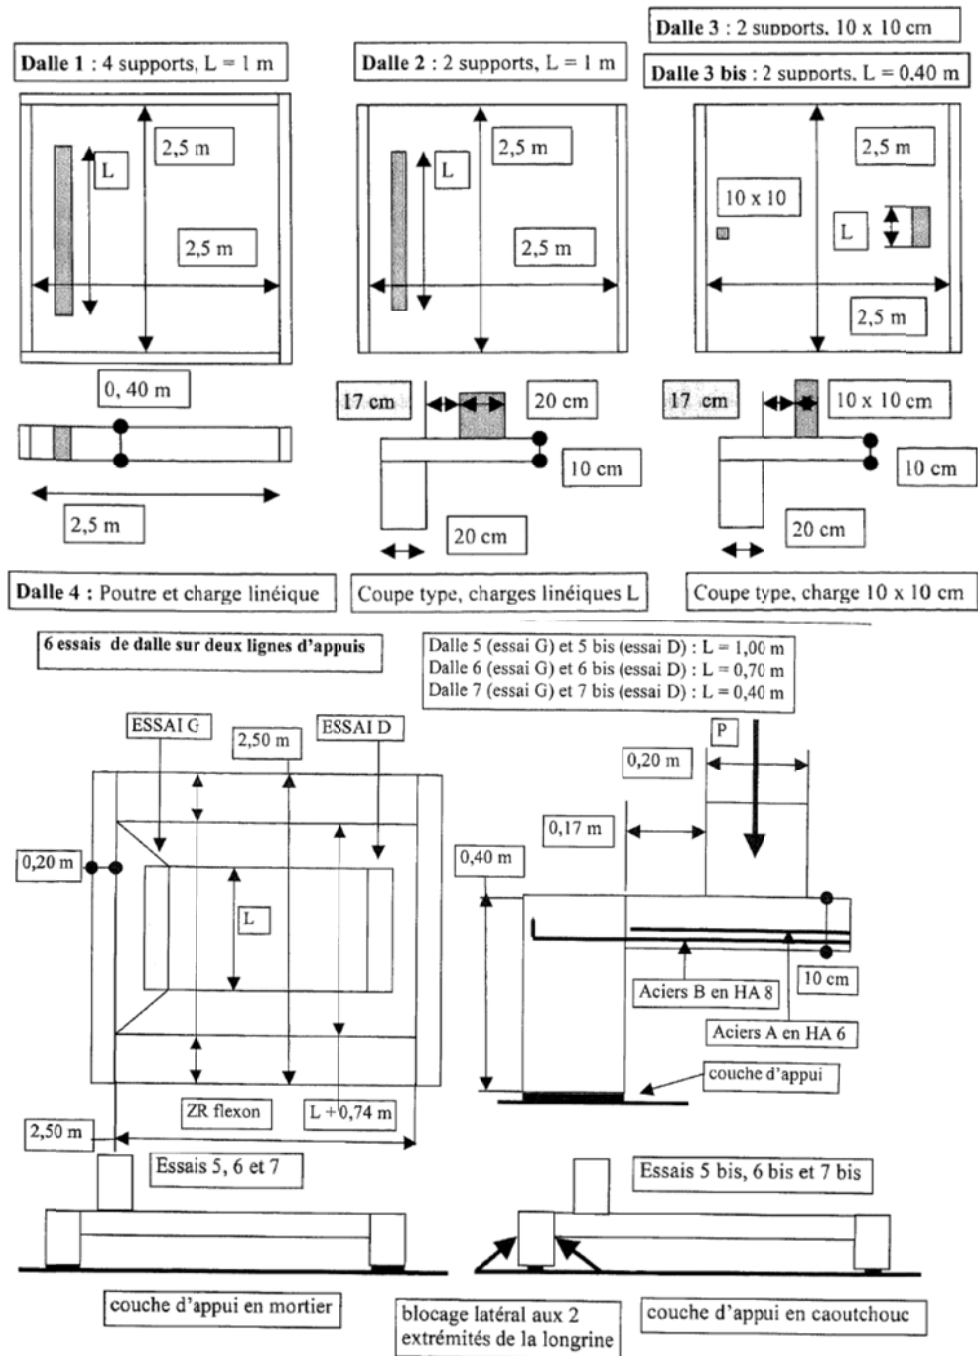 Dalle 3 : 2 supports, 10 x 10 cm
Dalle 1 : 4 supports, L = 1 m
Dalle 2 : 2 supports, L = 1 m
Dalle 3 bis : 2 supports, L = 0,40 m
2,5 m
L
2,5 m
2,5 m
L
2,5 m
2,5 m
10 x 10
L
2,5 m
0, 40 m
2,5 m
17 cm
20 cm
10 cm
20 cm
17 cm
10 x 10 cm
10 cm
20 cm
Dalle 4 : Poutre et charge linéique
Coupe type, charges linéiques L
Coupe type, charge 10 x 10 cm
6 essais de dalle sur deux lignes d'appuis
Dalle 5 (essai G) et 5 bis (essai D) : L = 1,00 m
Dalle 6 (essai G) et 6 bis (essai D) : L = 0,70 m
Dalle 7 (essai G) et 7 bis (essai D) : L = 0,40 m
ESSAI G
2,50 m
ESSAI D
0,20 m
L
ZR flexon
L +0,74 m
2,50 m
P
0,20 m
0,17 m
0,40 m
10 cm
Aciers B en HA 8
Aciers A en HA 6
couche d'appui
Essais 5, 6 et 7
Essais 5 bis, 6 bis et 7 bis
couche d'appui en mortier
blocage latéral aux 2
extrémités de la longrine
couche d'appui en caoutchouc